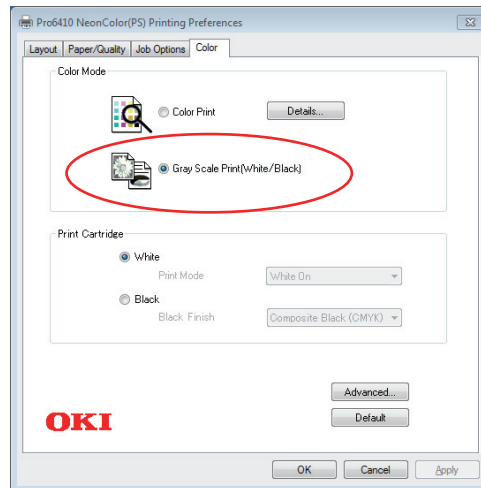 Pro6410 NeonColor(PS) Printing Preferences
Layout Paper/Quality Job Options Color
Color Mode
Color Print Details...
Gray Scale Print(White/Black)
Print Cartridge
White
Print Mode White On
Black
Black Finish Composite Black (CMYK)
Advanced...
OKI Default
OK Cancel Apply